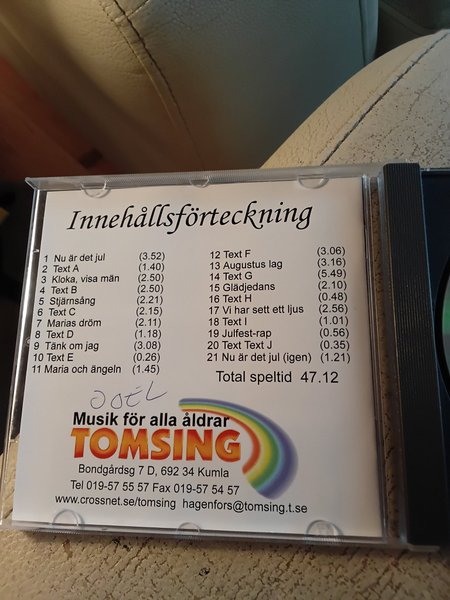 Innehållsförteckning
1 Nu är det jul (3.52)
2 Text A (1.40)
3 Kloka, visa män (2.50)
4 Text B (2.50)
5 Stjärnsång (2.21)
6 Text C (2.15)
7 Marias dröm (2.11)
8 Text D (1.18)
9 Tänk om jag (3.08)
10 Text E (0.26)
11 Maria och ängeln (1.45)
12 Text F (3.06)
13 Augustus lag (3.16)
14 Text G (5.49)
15 Glädjedans (2.10)
16 Text H (0.48)
17 Vi har sett ett ljus (2.56)
18 Text I (1.01)
19 Julfest-rap (0.56)
20 Text Text J (0.35)
21 Nu är det jul (igen) (1.21)
Total speltid 47.12
JOEL
Musik för alla åldrar
TOMSING
Bondgårdsg 7 D, 692 34 Kumla
Tel 019-57 55 57 Fax 019-57 54 57
www.crossnet.se/tomsing hagenfors@tomsing.t.se